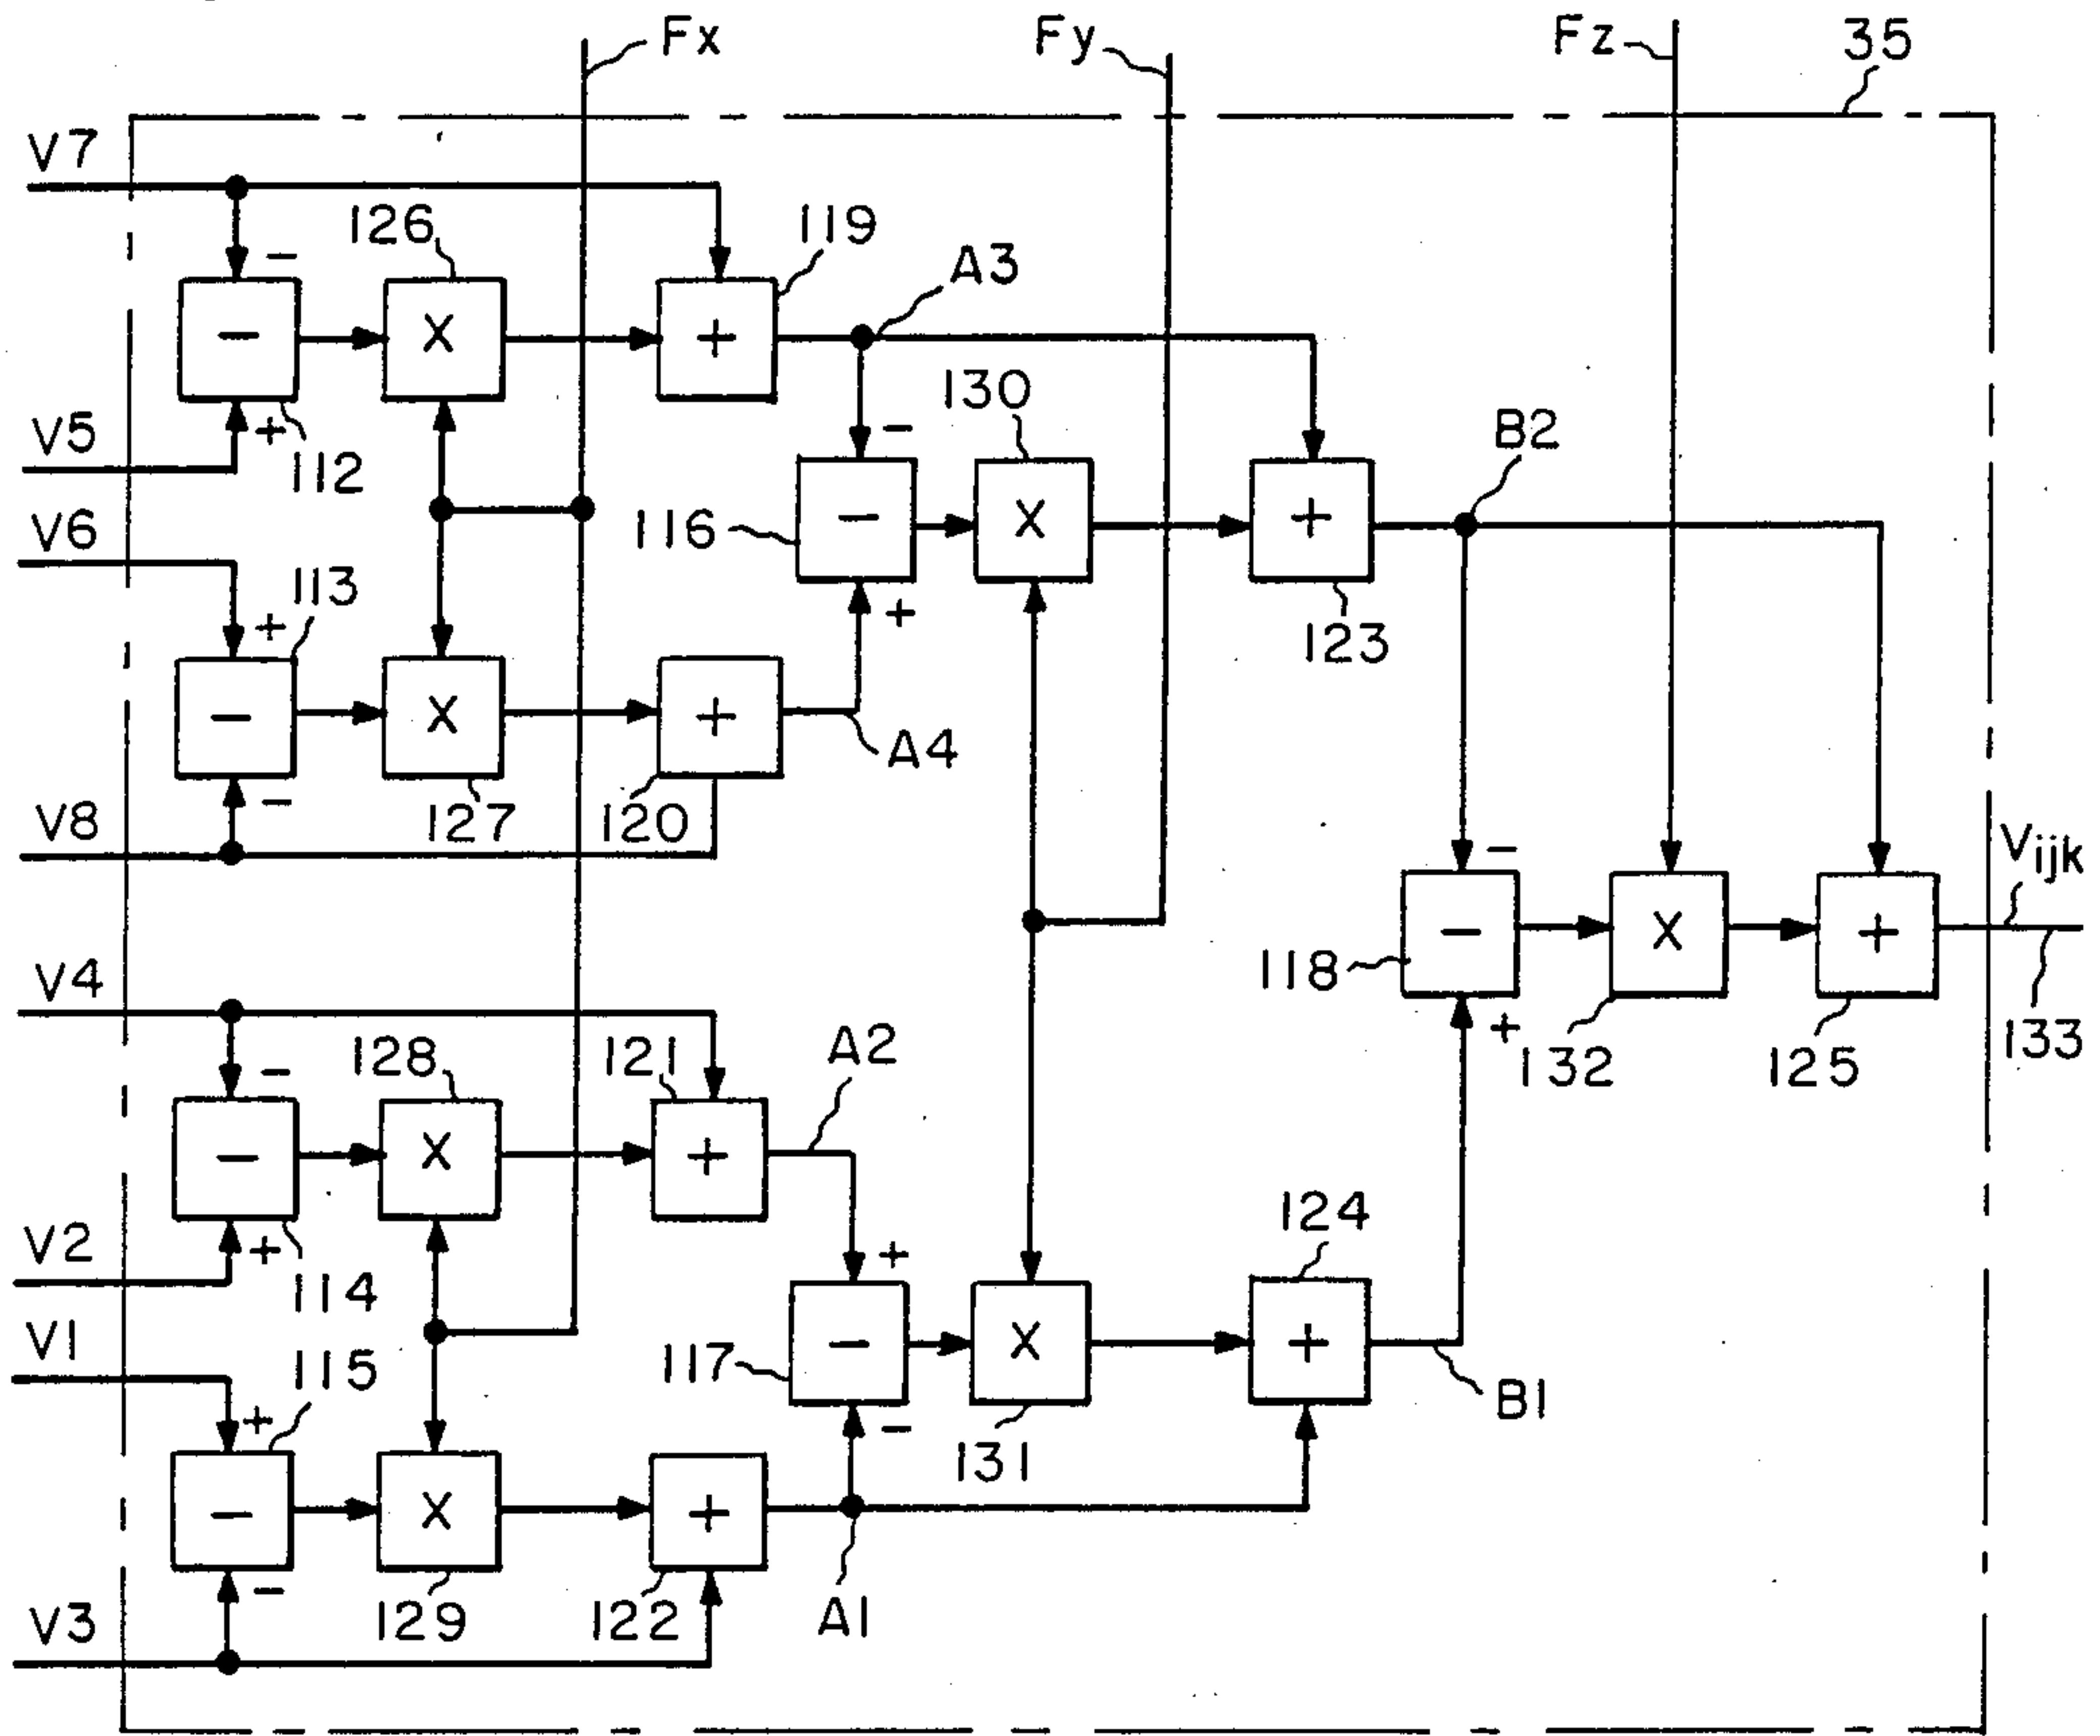 Fx
Fy
Fz
35
V7
126
119
A3
-
-
X
+
130
V5
+
112
-
B2
V6
116
-
X
+
113
+
+
123
-
X
+
A4
V8
-
127
120
-
Vijk
118
-
X
+
V4
+
132
125
133
128
121
A2
-
-
X
+
V2
+
114
+
124
V1
115
117
-
X
+
+
-
131
B1
-
X
+
V3
-
129
122
A1